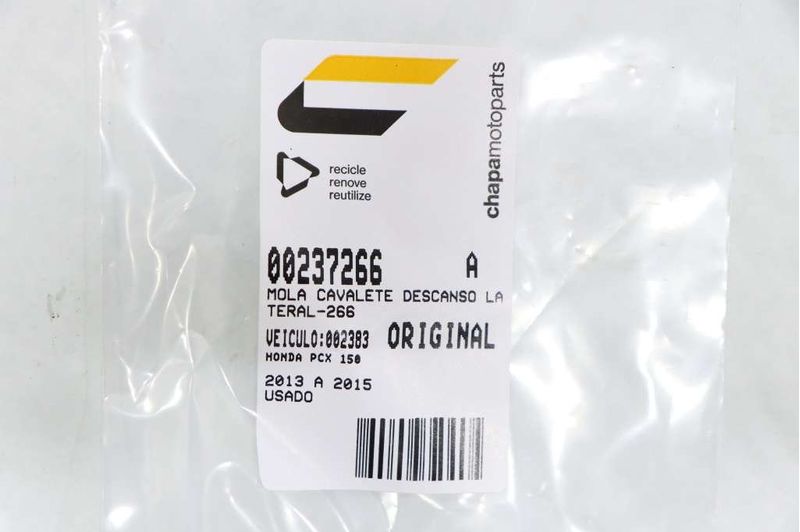 chapamotoparts
recicle
renove
reutilize
00237266 A
MOLA CAVALETE DESCANSO LA
TERAL-266
VEICULO:002383 ORIGINAL
HONDA PCX 150
2013 A 2015
USADO